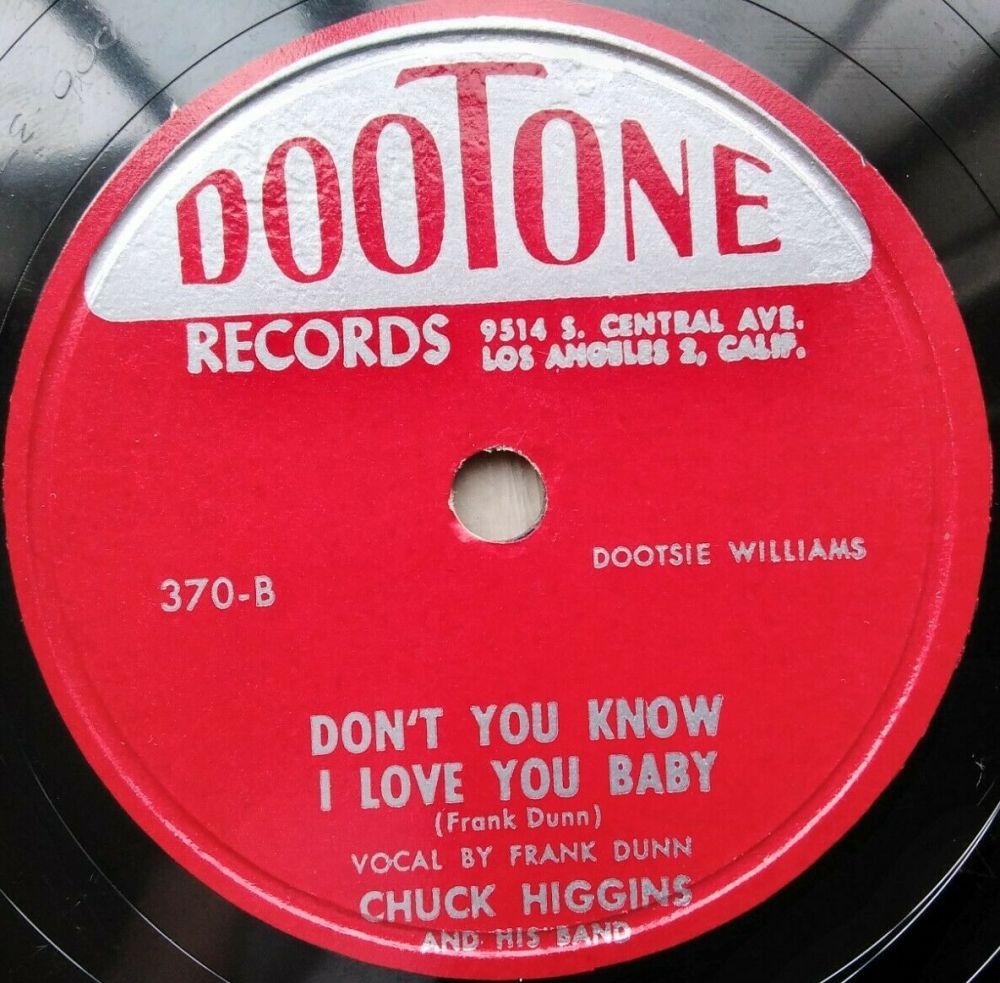 DOOTONE
RECORDS
9514 S. CENTRAL AVE.
LOS ANGELES 2, CALIF.
DOOTSIE WILLIAMS
370-B
DON'T YOU KNOW
I LOVE YOU BABY
(Frank Dunn)
VOCAL BY FRANK DUNN
CHUCK HIGGINS
AND HIS BAND